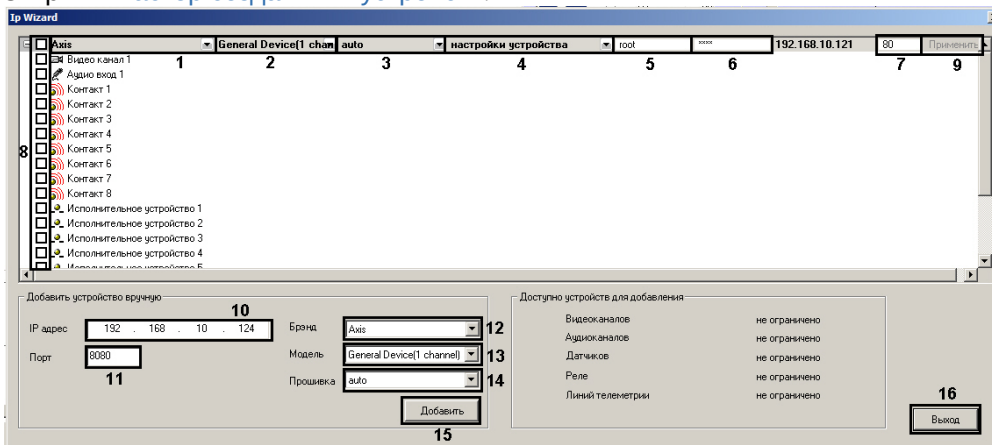 Ip Wizard
Axis General Device(1 chan auto настройки устройства root **** 192.168.10.121 80 Применить
1 2 3 4 5 6 7 9
Видео канал 1
Аудио вход 1
Контакт 1
Контакт 2
Контакт 3
Контакт 4
8 Контакт 5
Контакт 6
Контакт 7
Контакт 8
Исполнительное устройство 1
Исполнительное устройство 2
Исполнительное устройство 3
Исполнительное устройство 4
Исполнительное устройство 5
Добавить устройство вручную
10
IP адрес 192 . 168 . 10 . 124
Порт 8080
11
Брэнд Axis 12
Модель General Device(1 channel) 13
Прошивка auto 14
Добавить
15
Доступно устройств для добавления
Видеоканалов не ограничено
Аудиоканалов не ограничено
Датчиков не ограничено
Реле не ограничено
Линий телеметрии не ограничено
16
Выход